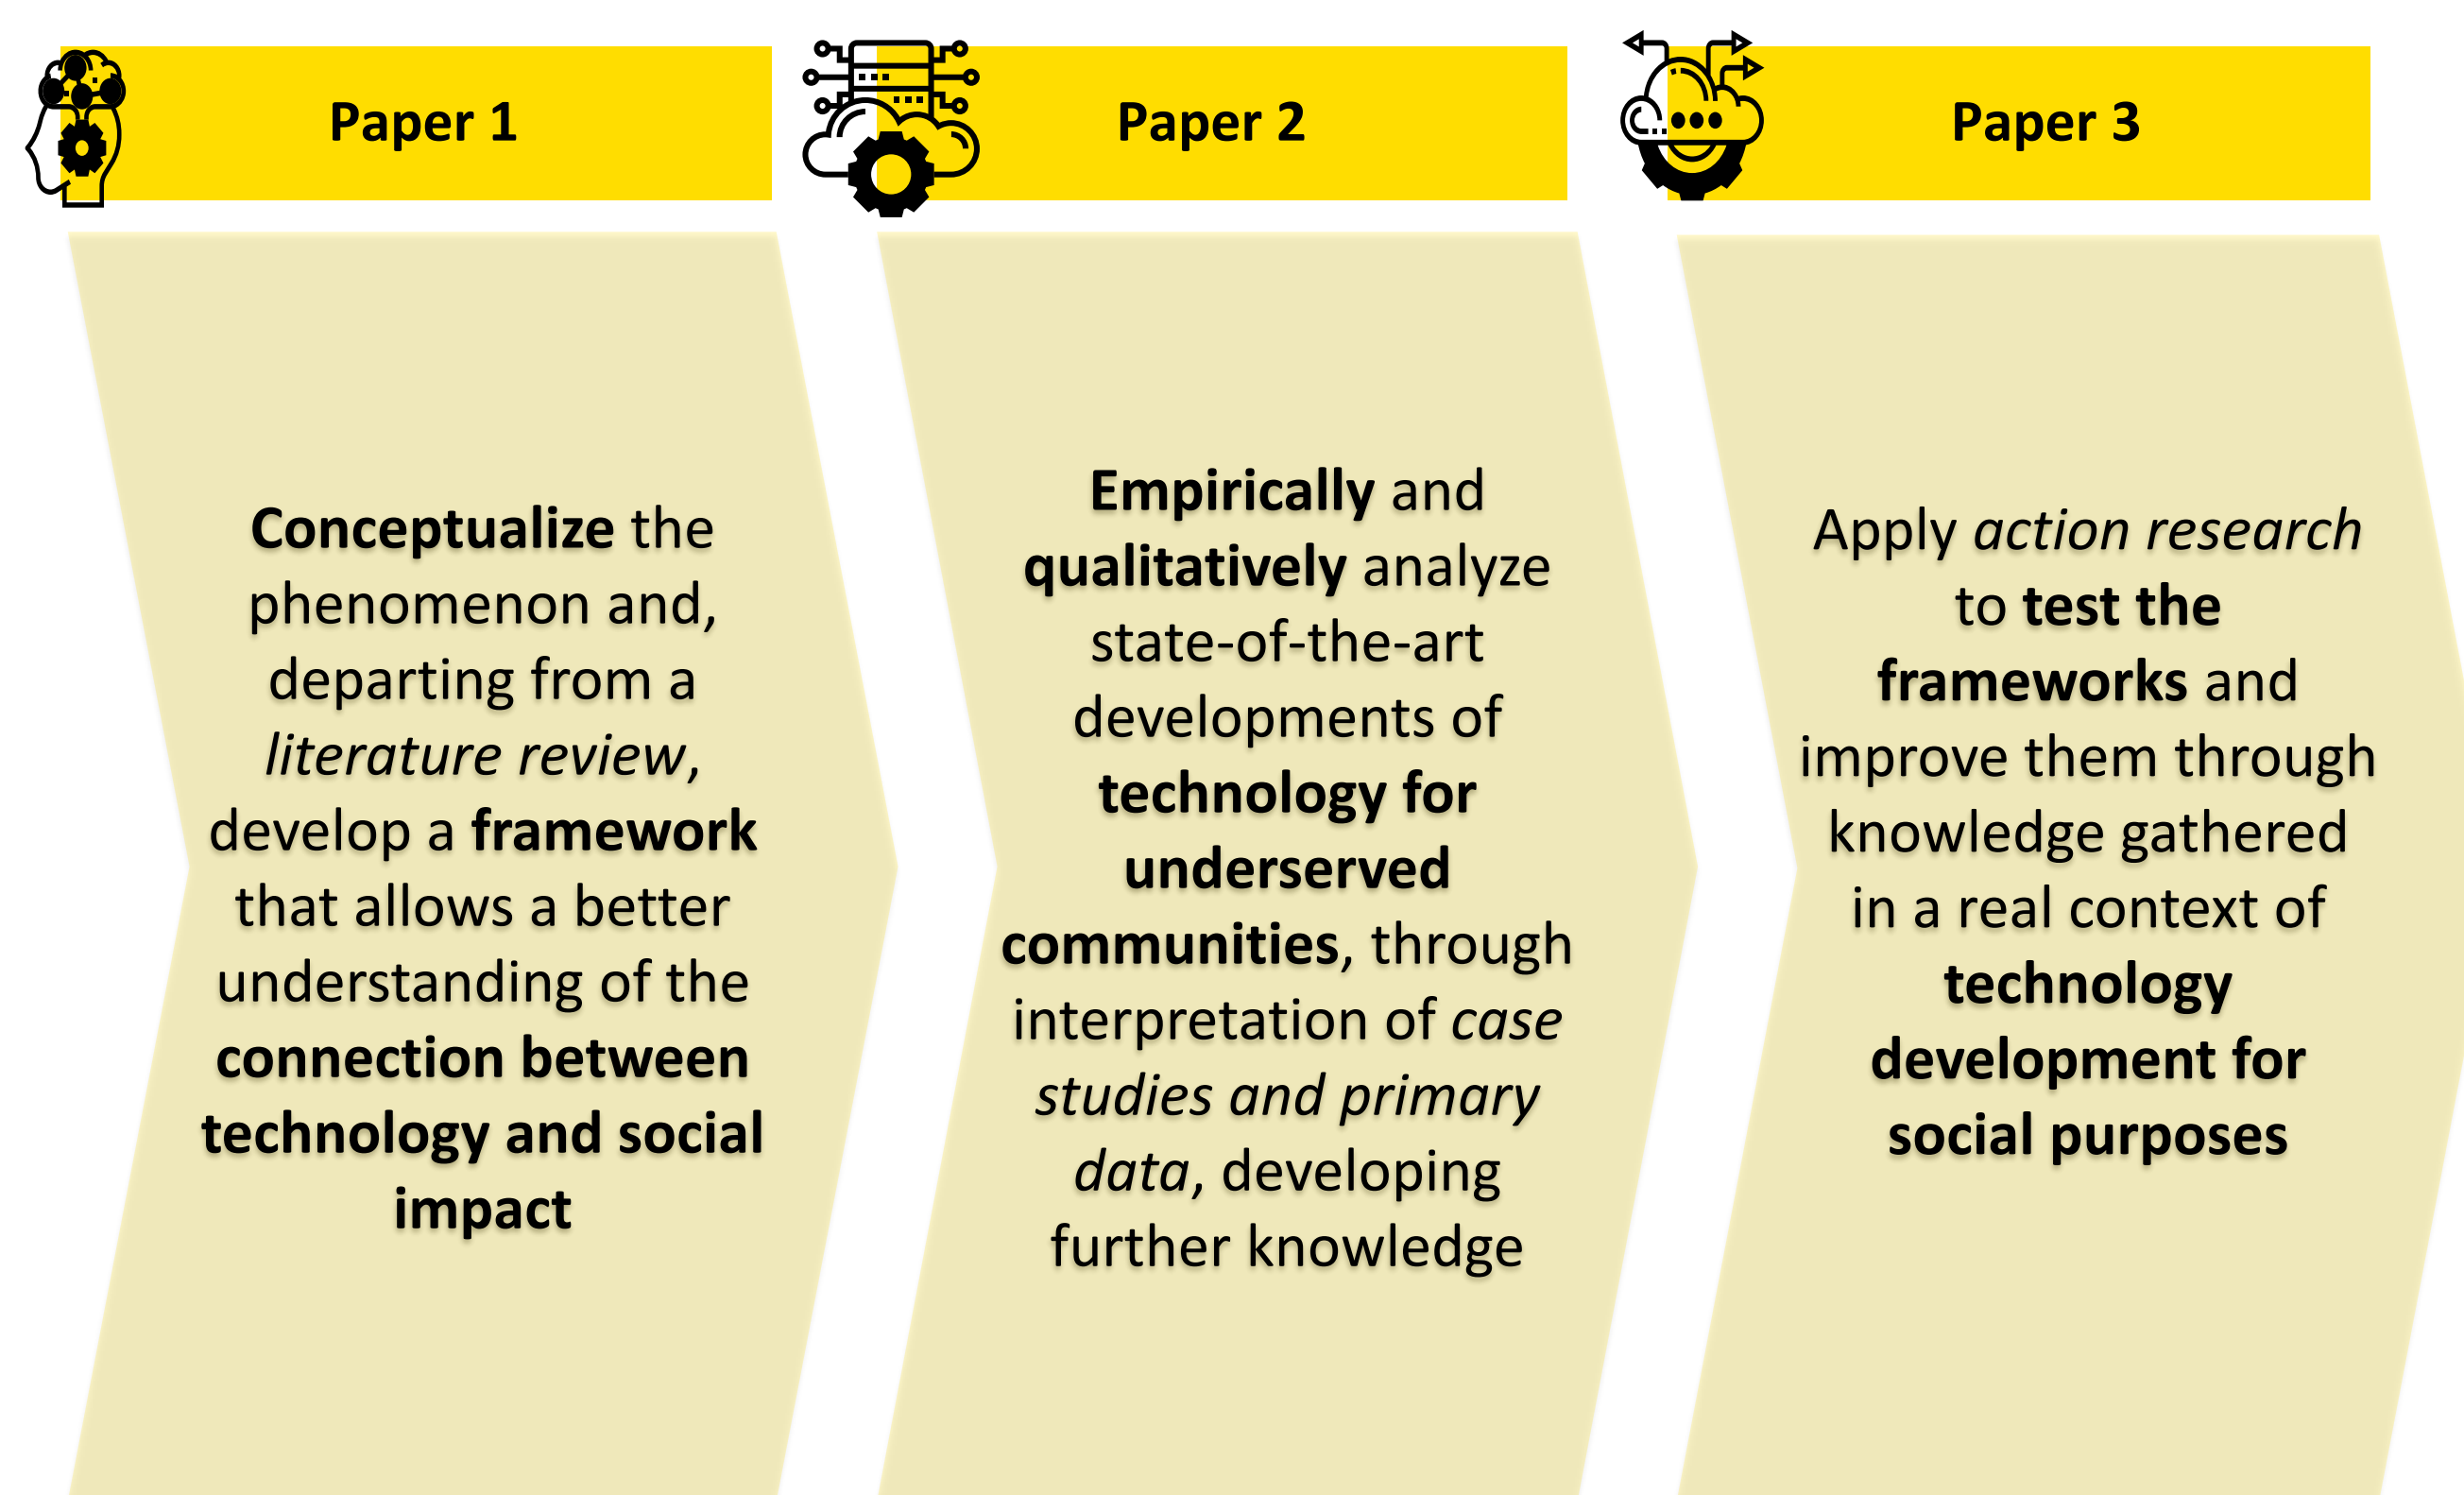 Paper 1
Conceptualize the
phenomenon and,
departing from a
literature review,
develop a framework
that allows a better
understanding of the
connection between
technology and social
impact
Paper 2
Empirically and
qualitatively analyze
state-of-the-art
developments of
technology for
underserved
communities, through
interpretation of case
studies and primary
data, developing
further knowledge
Paper 3
Apply action research
to test the
frameworks and
improve them through
knowledge gathered
in a real context of
technology
development for
social purposes